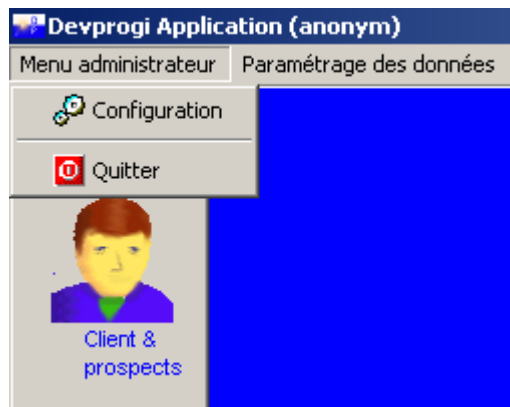 Devprogi Application (anonym)
Menu administrateur Paramétrage des données
Configuration
Quitter
Client &
prospects